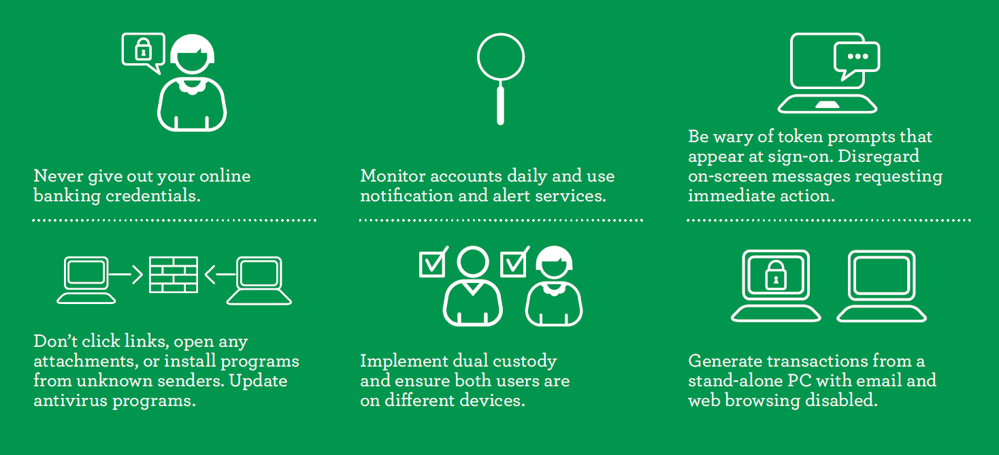 Never give out your online
banking credentials.
Monitor accounts daily and use
notification and alert services.
Be wary of token prompts that
appear at sign-on. Disregard
on-screen messages requesting
immediate action.
Don’t click links, open any
attachments, or install programs
from unknown senders. Update
antivirus programs.
Implement dual custody
and ensure both users are
on different devices.
Generate transactions from a
stand-alone PC with email and
web browsing disabled.